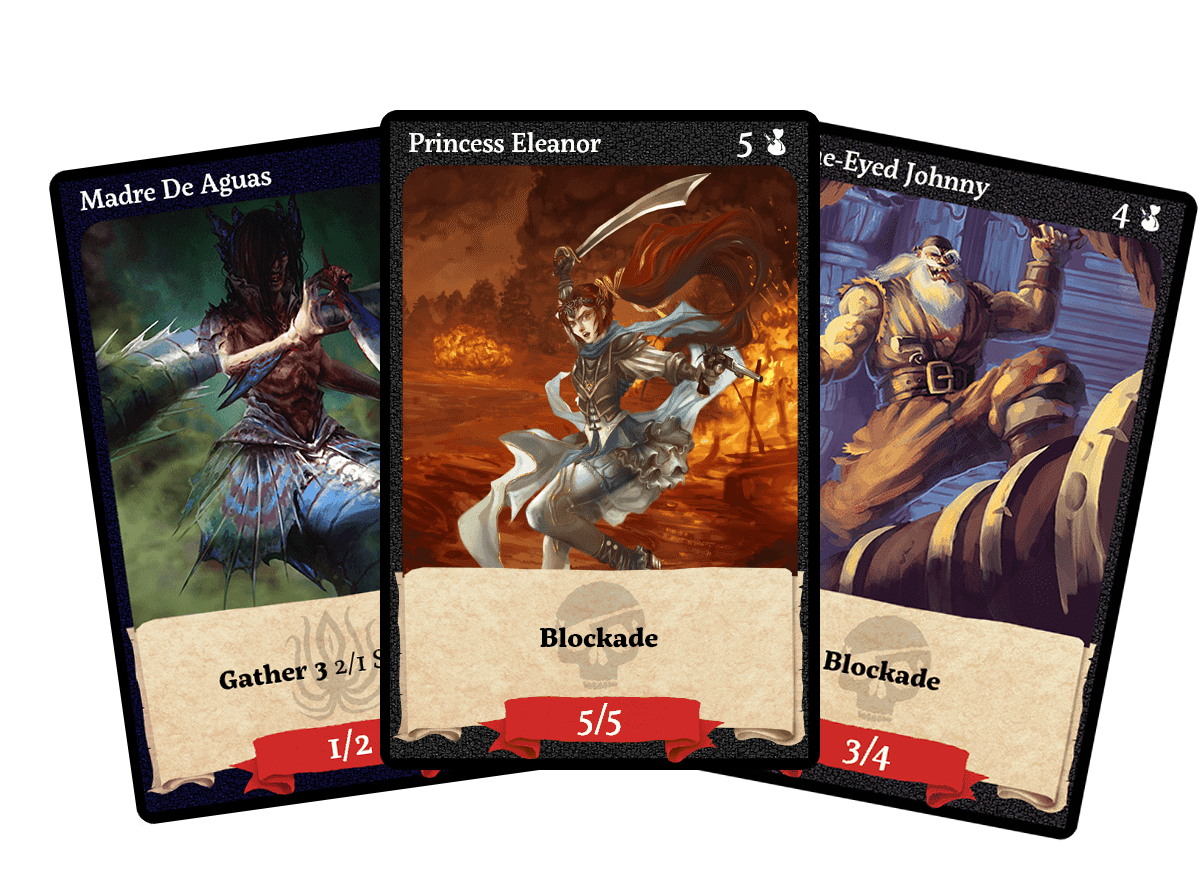 Madre De Aguas
Gather 3 2/1 S
1/2
Princess Eleanor 5
Blockade
5/5
ne-Eyed Johnny 4
Blockade
3/4